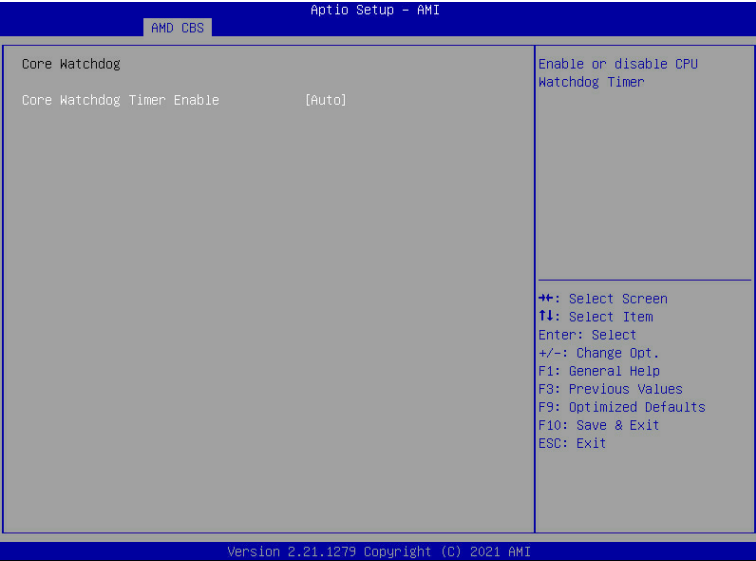 Aptio Setup – AMI
AMD CBS
Core Watchdog
Core Watchdog Timer Enable [Auto]
Enable or disable CPU
Watchdog Timer
→←: Select Screen
↑↓: Select Item
Enter: Select
+/-: Change Opt.
F1: General Help
F3: Previous Values
F9: Optimized Defaults
F10: Save & Exit
ESC: Exit
Version 2.21.1279 Copyright (C) 2021 AMI